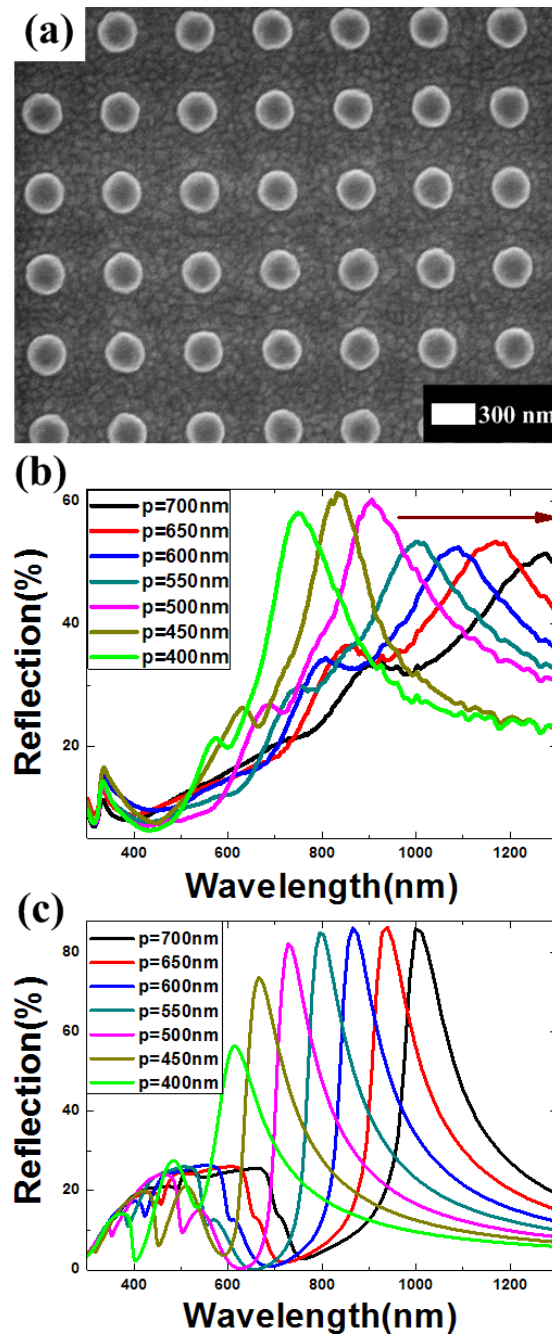 (a)
300 nm
(b)
60
40
20
Reflection(%)
p=700nm
p=650nm
p=600nm
p=550nm
p=500nm
p=450nm
p=400nm
400 600 800 1000 1200
Wavelength(nm)
(c)
80
60
40
20
0
Reflection(%)
p=700nm
p=650nm
p=600nm
p=550nm
p=500nm
p=450nm
p=400nm
400 600 800 1000 1200
Wavelength(nm)